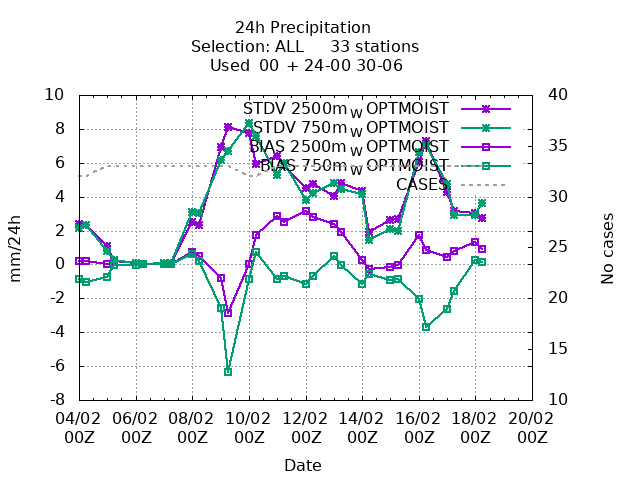 24h Precipitation
Selection: ALL 33 stations
Used 00 + 24-00 30-06
STDV 2500m_W OPTMOIST
STDV 750m_W OPTMOIST
BIAS 2500m_W OPTMOIST
BIAS 750m_W OPTMOIST
CASES
mm/24h
10
8
6
4
2
0
-2
-4
-6
-8
No cases
40
35
30
25
20
15
10
04/02 06/02 08/02 10/02 12/02 14/02 16/02 18/02 20/02
00Z 00Z 00Z 00Z 00Z 00Z 00Z 00Z 00Z
Date